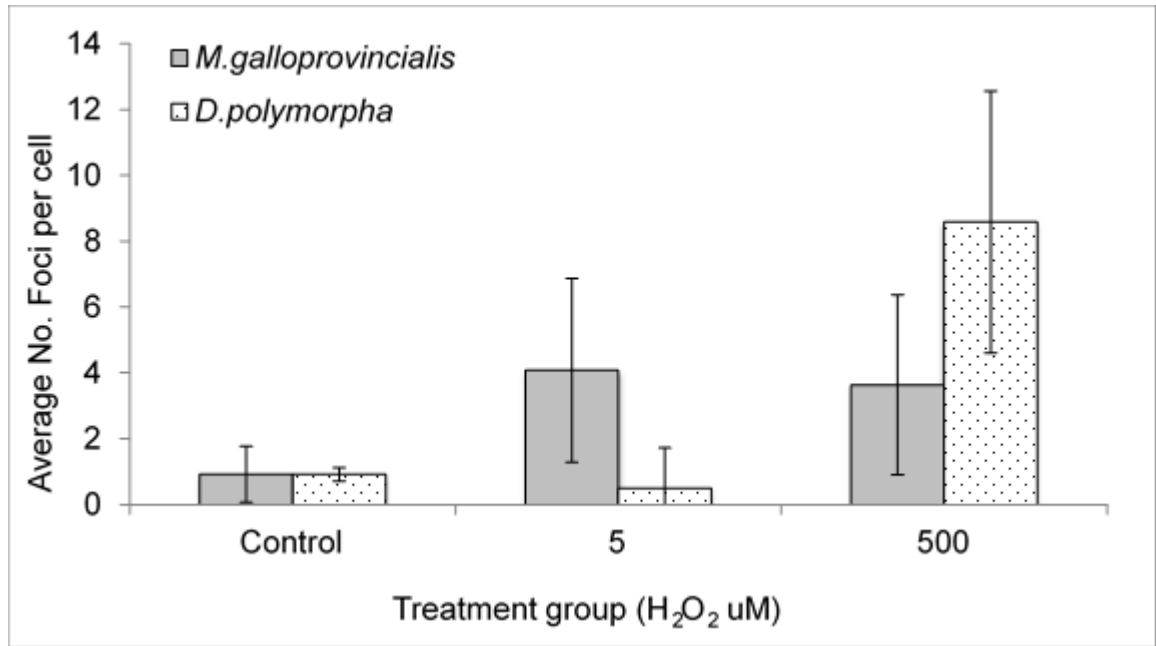 14
12
10
8
6
4
2
0
Average No. Foci per cell
M.galloprovincialis
D.polymorpha
Control 5 500
Treatment group (H₂O₂ uM)